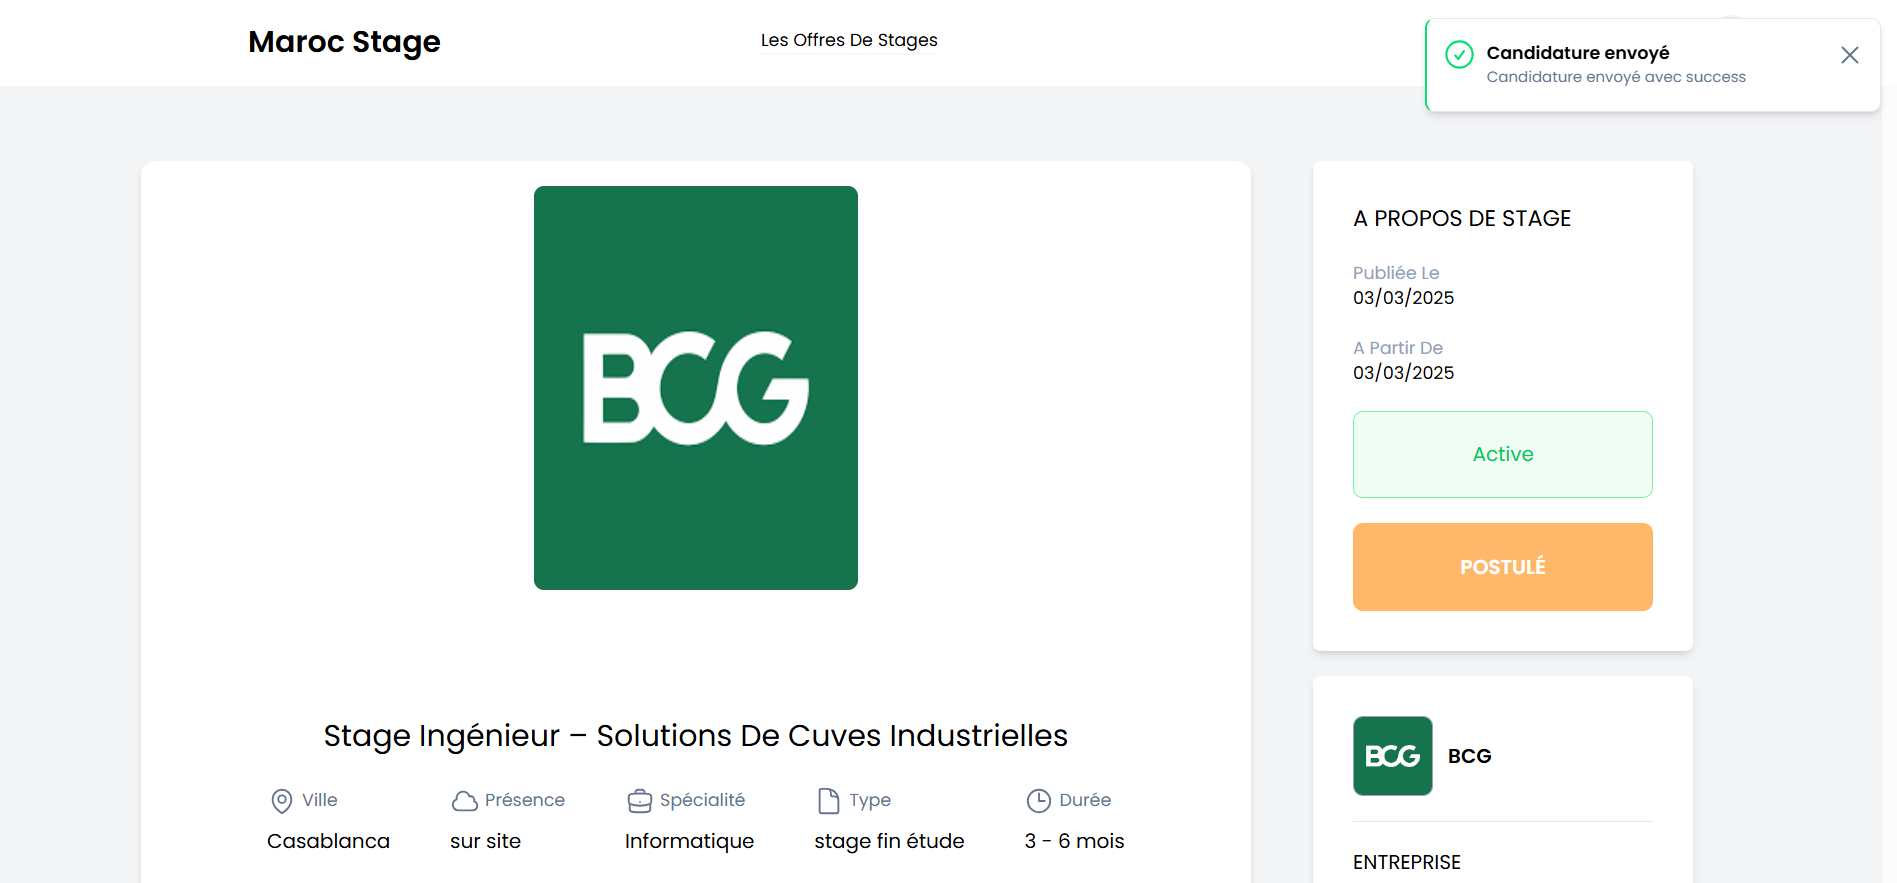 Maroc Stage
Les Offres De Stages
Candidature envoyé
Candidature envoyé avec success
BCG
Stage Ingénieur – Solutions De Cuves Industrielles
Ville
Casablanca
Présence
sur site
Spécialité
Informatique
Type
stage fin étude
Durée
3 - 6 mois
A PROPOS DE STAGE
Publiée Le
03/03/2025
A Partir De
03/03/2025
Active
POSTULÉ
BCG
BCG
ENTREPRISE